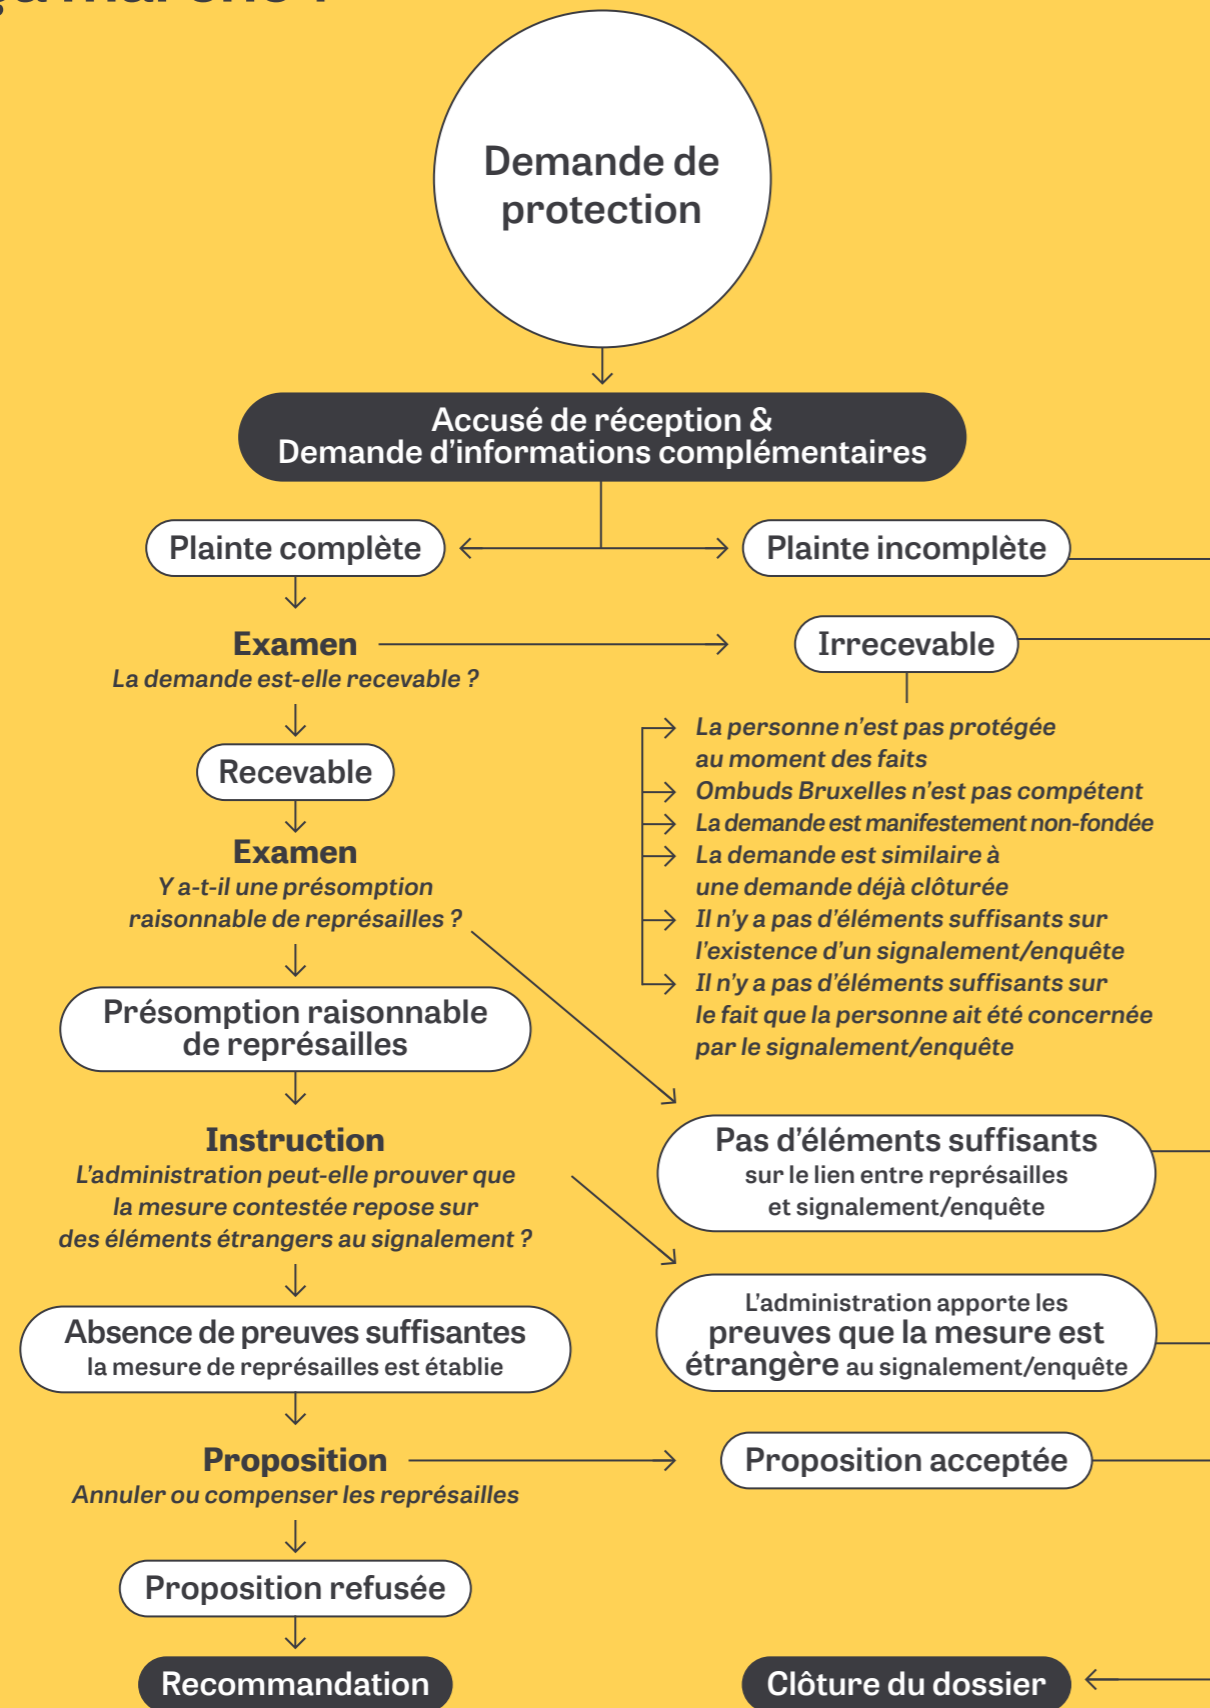 Demande de
protection
Accusé de réception &
Demande d’informations complémentaires
Plainte complète
Plainte incomplète
Examen
La demande est-elle recevable ?
Irrecevable
Recevable
La personne n’est pas protégée
au moment des faits
Ombuds Bruxelles n’est pas compétent
La demande est manifestement non-fondée
La demande est similaire à
une demande déjà clôturée
Il n’y a pas d’éléments suffisants sur
l’existence d’un signalement/enquête
Il n’y a pas d’éléments suffisants sur
le fait que la personne ait été concernée
par le signalement/enquête
Examen
Y a-t-il une présomption
raisonnable de représailles ?
Présomption raisonnable
de représailles
Pas d’éléments suffisants
sur le lien entre représailles
et signalement/enquête
Instruction
L’administration peut-elle prouver que
la mesure contestée repose sur
des éléments étrangers au signalement ?
L’administration apporte les
preuves que la mesure est
étrangère au signalement/enquête
Absence de preuves suffisantes
la mesure de représailles est établie
Proposition
Annuler ou compenser les représailles
Proposition acceptée
Proposition refusée
Recommandation
Clôture du dossier